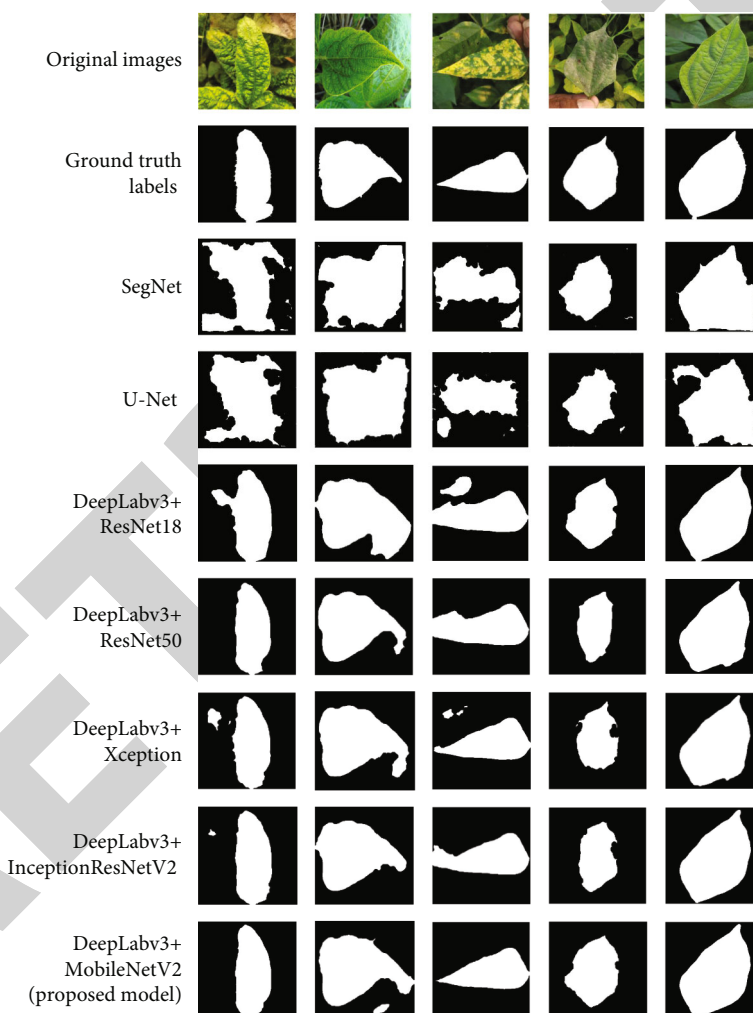 Original images
Ground truth
labels
SegNet
U-Net
DeepLabv3+
ResNet18
DeepLabv3+
ResNet50
DeepLabv3+
Xception
DeepLabv3+
InceptionResNetV2
DeepLabv3+
MobileNetV2
(proposed model)